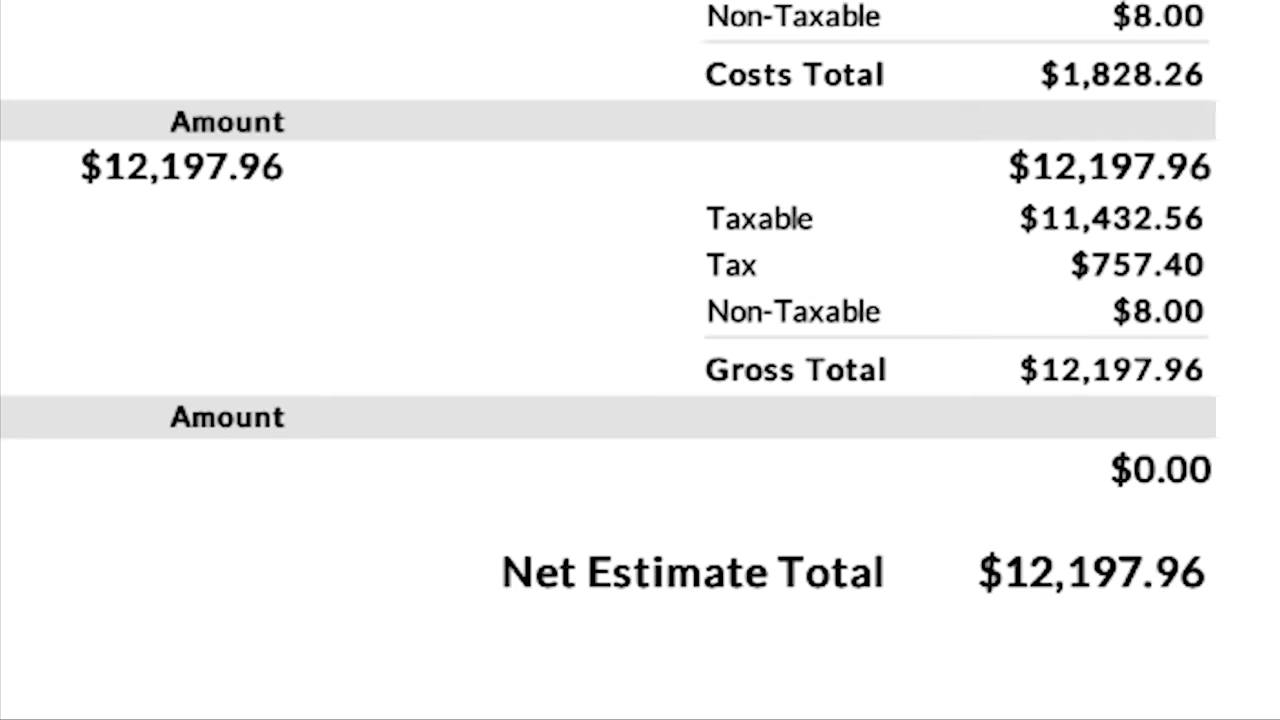 Non-Taxable $8.00
Costs Total $1,828.26
Amount
$12,197.96 $12,197.96
Taxable $11,432.56
Tax $757.40
Non-Taxable $8.00
Gross Total $12,197.96
Amount
$0.00
Net Estimate Total $12,197.96